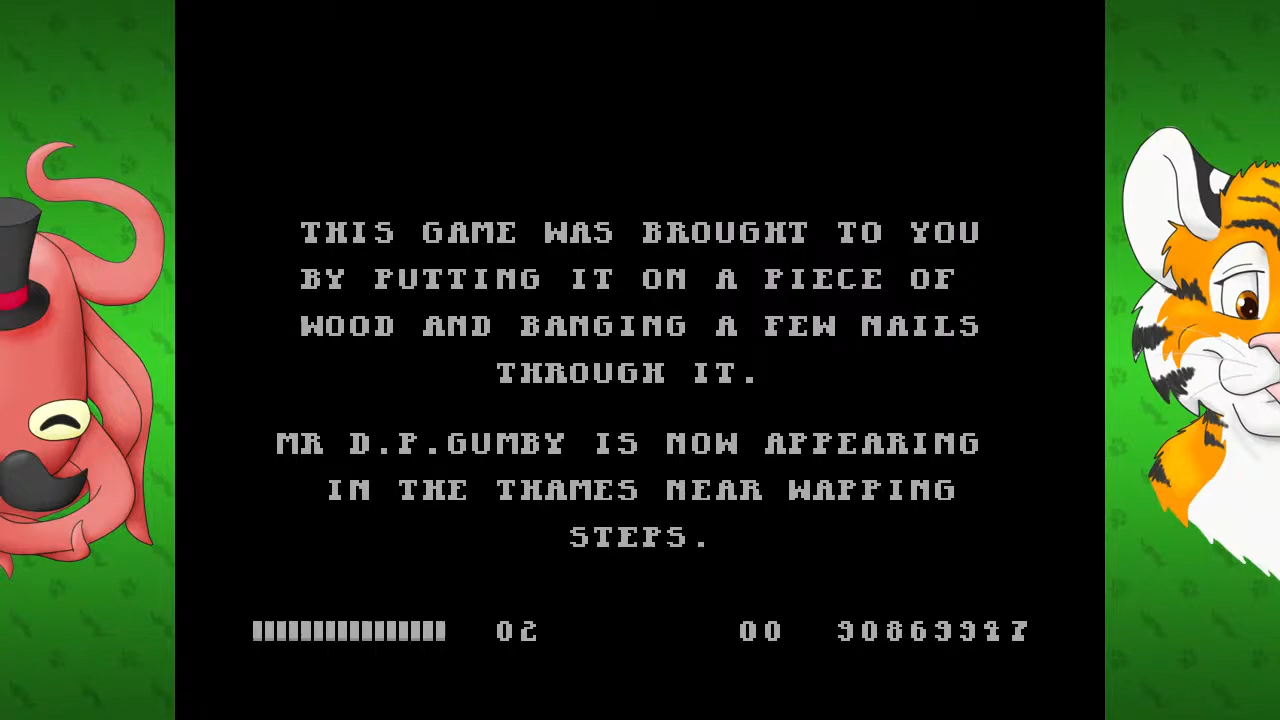 THIS GAME WAS BROUGHT TO YOU
BY PUTTING IT ON A PIECE OF
WOOD AND BANGING A FEW NAILS
THROUGH IT.
MR D.P.GUMBY IS NOW APPEARING
IN THE THAMES NEAR WAPPING
STEPS.
02 00